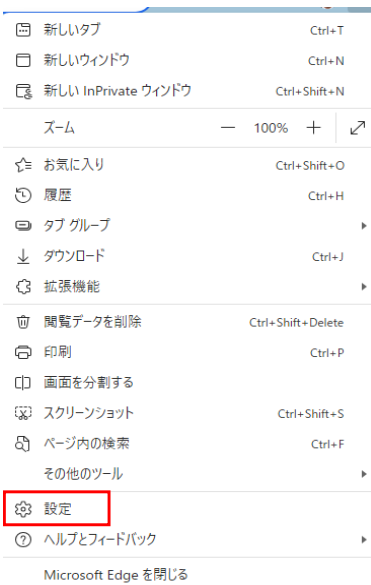 新しいタブ Ctrl+T
新しいウィンドウ Ctrl+N
新しい InPrivate ウィンドウ Ctrl+Shift+N
ズーム — 100% +
お気に入り Ctrl+Shift+O
履歴 Ctrl+H
タブ グループ
ダウンロード Ctrl+J
拡張機能
閲覧データを削除 Ctrl+Shift+Delete
印刷 Ctrl+P
画面を分割する
スクリーンショット Ctrl+Shift+S
ページ内の検索 Ctrl+F
その他のツール
設定
ヘルプとフィードバック
Microsoft Edge を閉じる